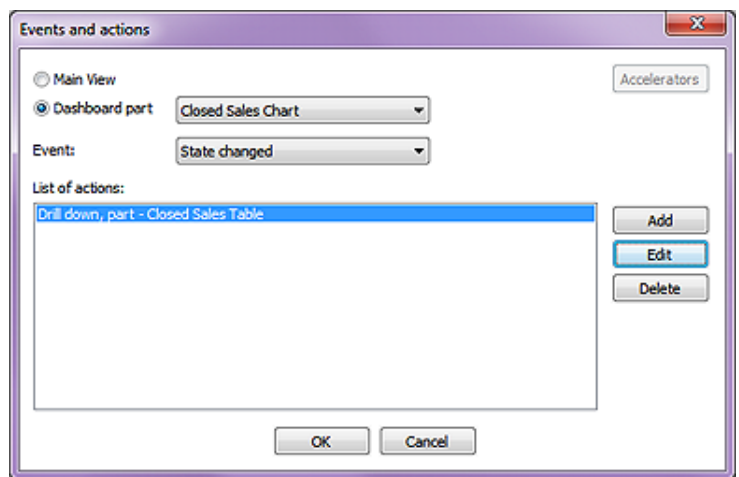 Events and actions
Main View
Accelerators
Dashboard part
Closed Sales Chart
Event:
State changed
List of actions:
Drill down, part - Closed Sales Table
Add
Edit
Delete
OK
Cancel